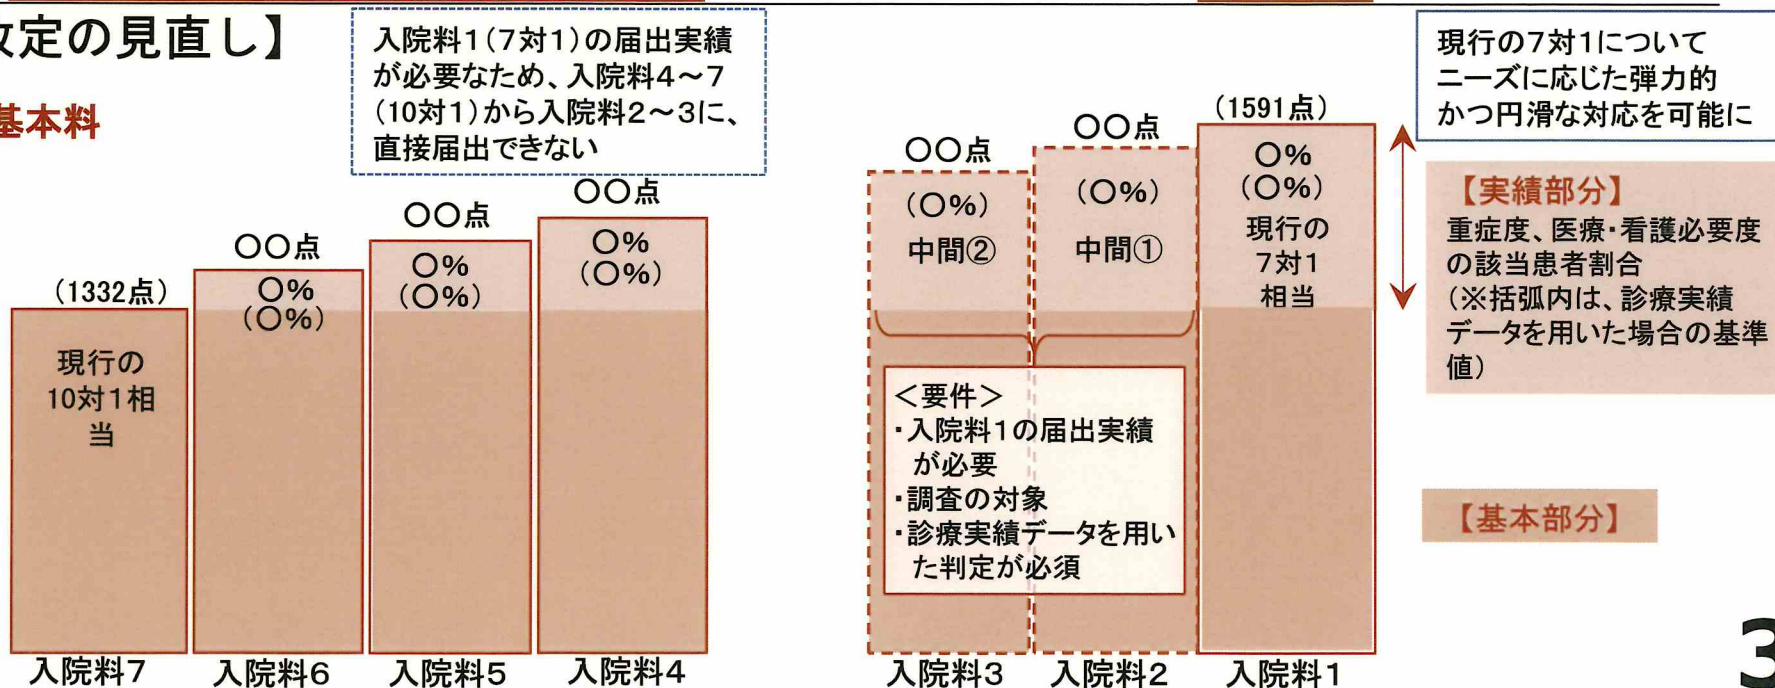 改定の見直し】
基本料
入院料1(7対1)の届出実績
が必要なため、入院料4~7
(10対1)から入院料2~3に、
直接届出できない
現行の7対1について
ニーズに応じた弾力的
かつ円滑な対応を可能に
(1332点)
現行の
10対1相
当
入院料7
〇〇点
〇%
(〇%)
入院料6
〇〇点
〇%
(〇%)
入院料5
〇〇点
〇%
(〇%)
入院料4
〇〇点
(〇%)
中間②
入院料3
〇〇点
(〇%)
中間①
入院料2
(1591点)
〇%
(〇%)
現行の
7対1
相当
入院料1
<要件>
・入院料1の届出実績
が必要
・調査の対象
・診療実績データを用い
た判定が必須
【実績部分】
重症度、医療・看護必要度
の該当患者割合
(※括弧内は、診療実績
データを用いた場合の基準
値)
【基本部分】
3